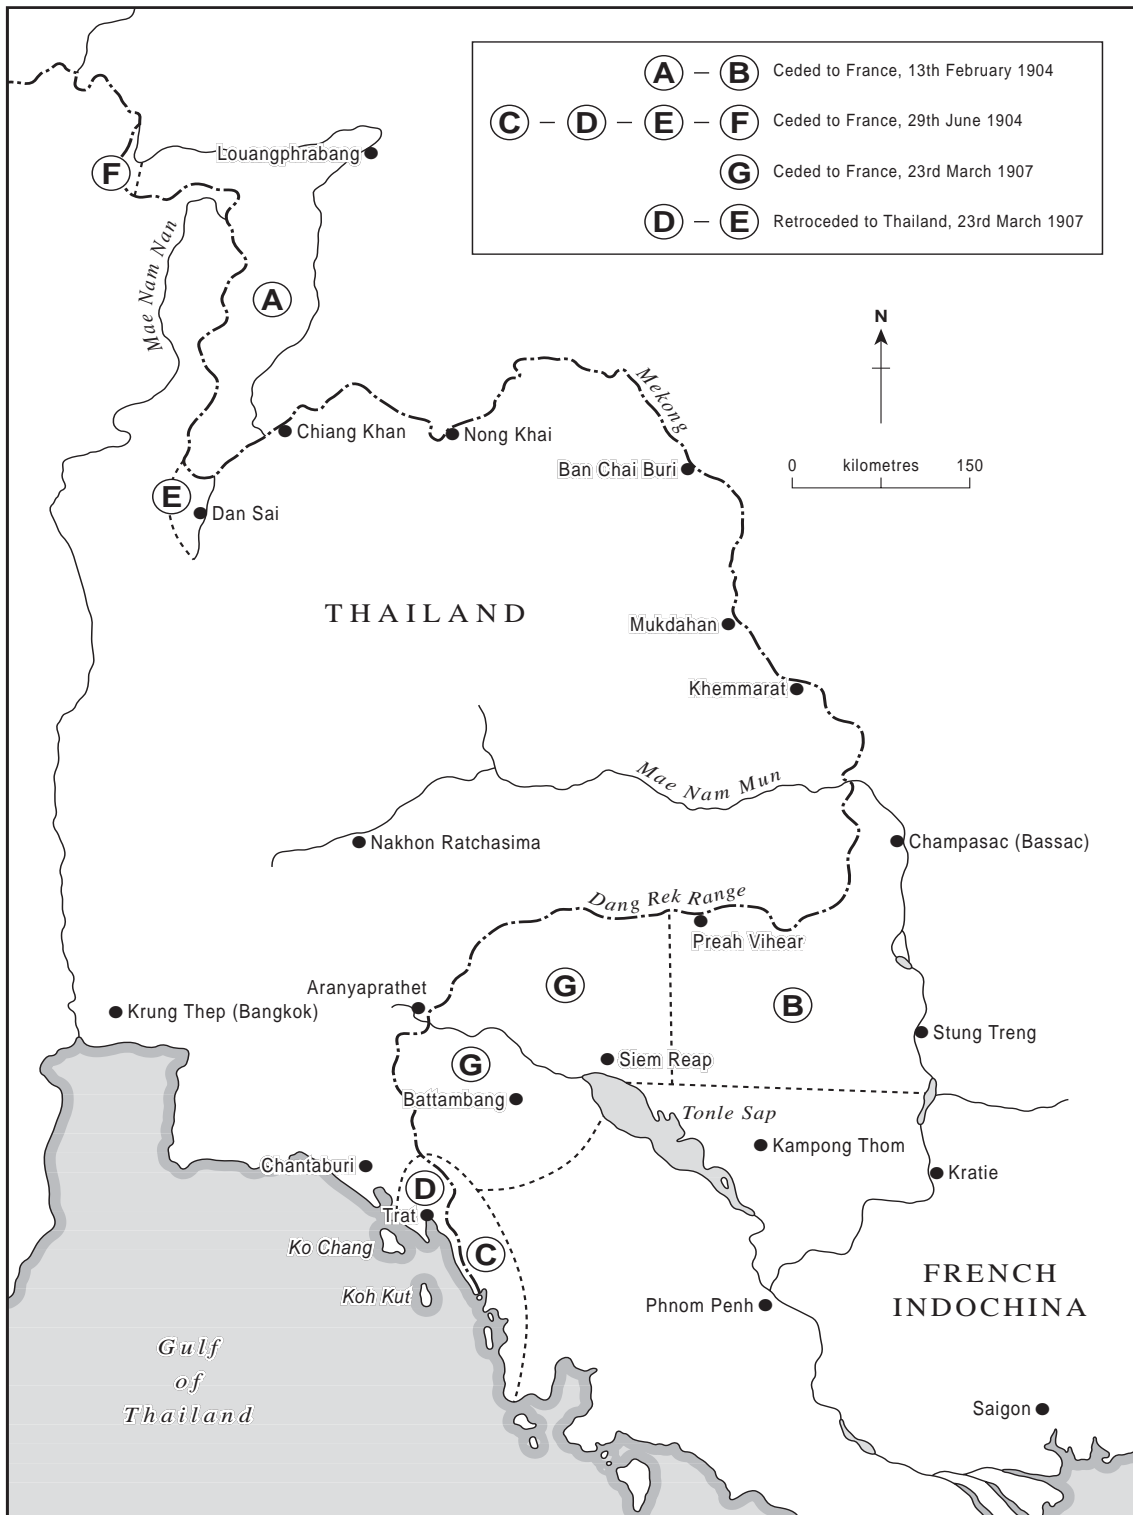 A – B Ceded to France, 13th February 1904
C – D – E – F Ceded to France, 29th June 1904
G Ceded to France, 23rd March 1907
D – E Retroceded to Thailand, 23rd March 1907
Louangphrabang
F
Mae Nam Nan
A
N
Mekong
Chiang Khan
Nong Khai
Ban Chai Buri
0 kilometres 150
E
Dan Sai
THAILAND
Mukdahan
Khemmarat
Mae Nam Mun
Nakhon Ratchasima
Champasac (Bassac)
Dang Rek Range
Preah Vihear
Aranyaprathet
G
B
Krung Thep (Bangkok)
Stung Treng
G
Siem Reap
Battambang
Tonle Sap
Kampong Thom
Chantaburi
Kratie
D
Trat
Ko Chang
C
FRENCH
INDOCHINA
Koh Kut
Phnom Penh
Gulf
of
Thailand
Saigon